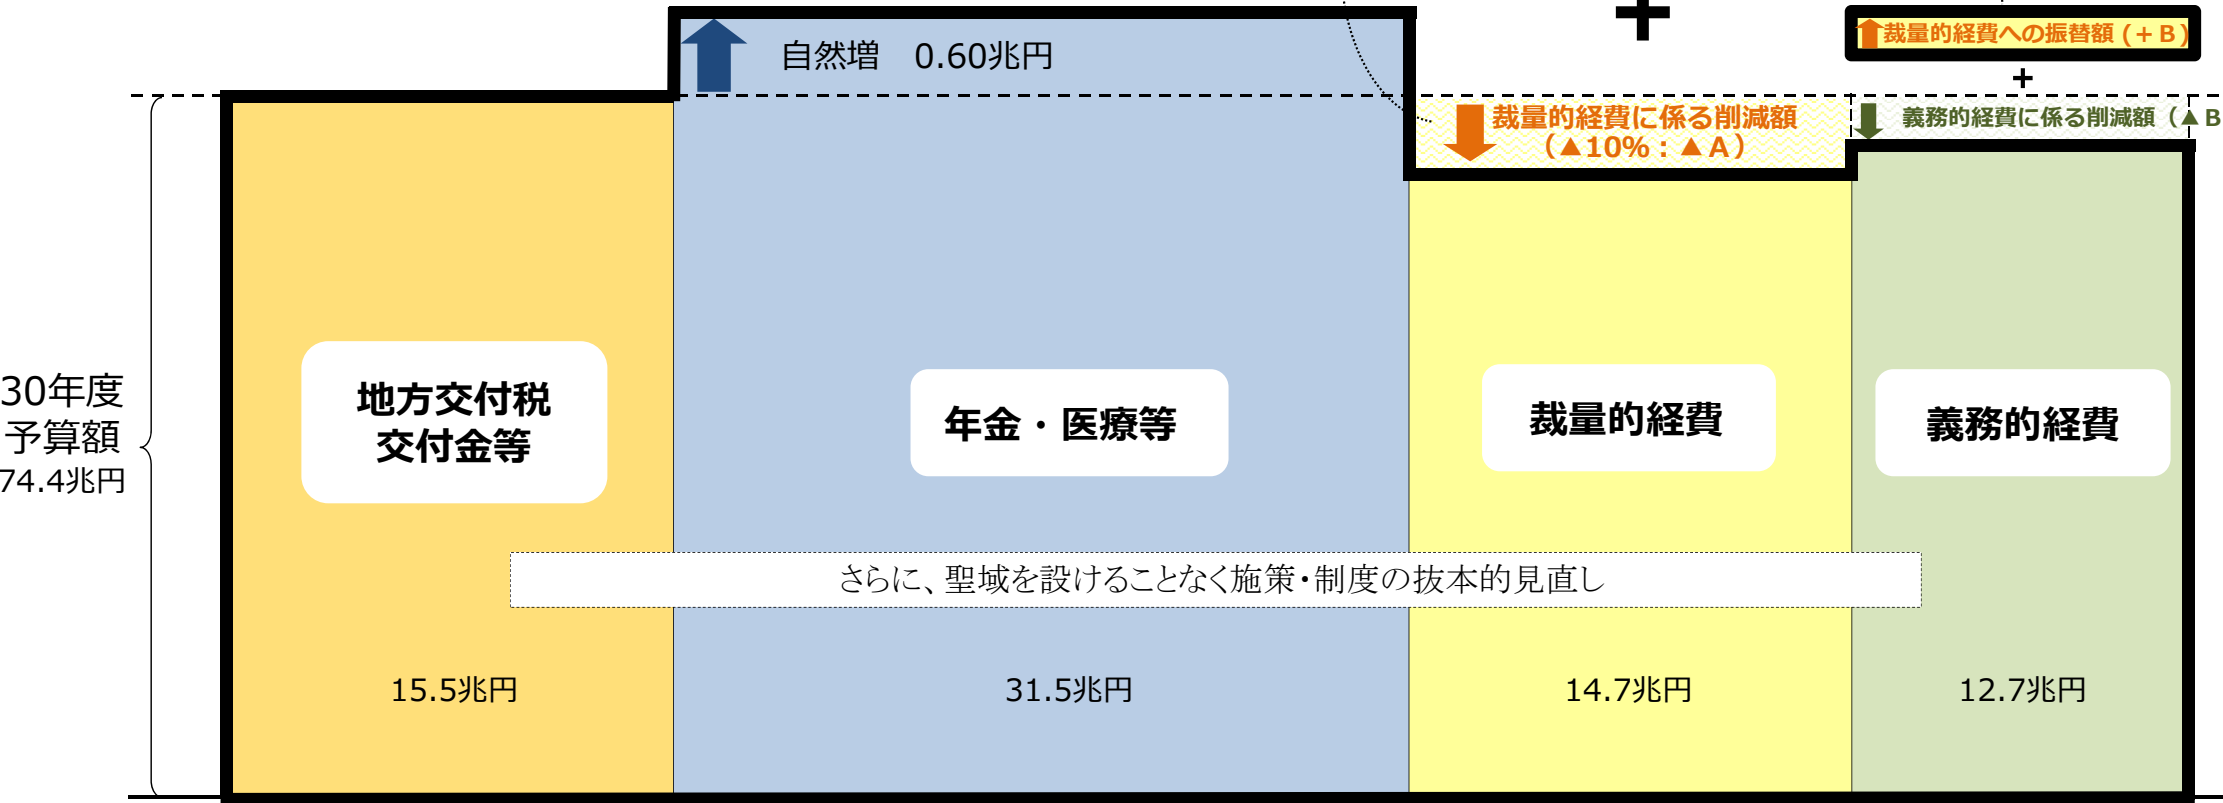 ＋
裁量的経費への振替額 (＋Ｂ)
＋
自然増　0.60兆円
裁量的経費に係る削減額
（▲10%：▲Ａ）
義務的経費に係る削減額（▲Ｂ
30年度
予算額
74.4兆円
地方交付税
交付金等
年金・医療等
裁量的経費
義務的経費
さらに、聖域を設けることなく施策・制度の抜本的見直し
15.5兆円
31.5兆円
14.7兆円
12.7兆円